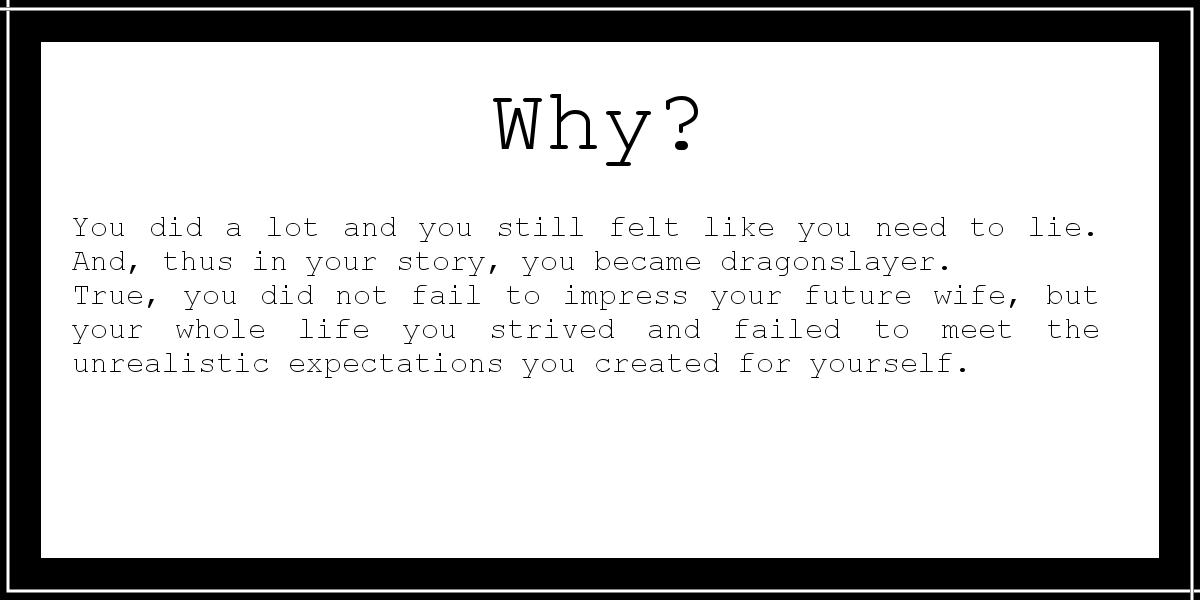 Why?
You did a lot and you still felt like you need to lie.
And, thus in your story, you became dragonslayer.
True, you did not fail to impress your future wife, but
your whole life you strived and failed to meet the
unrealistic expectations you created for yourself.